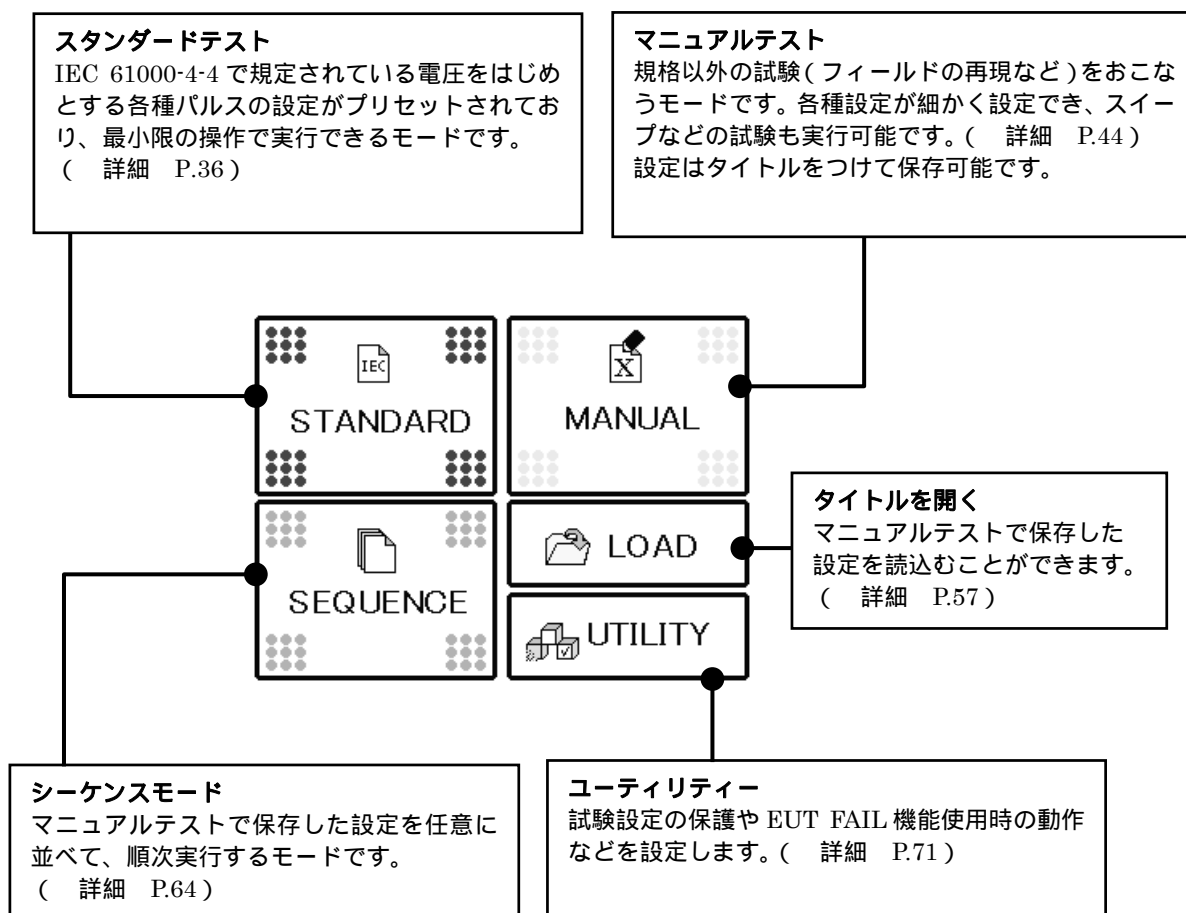 スタンダードテスト
IEC 61000-4-4 で規定されている電圧をはじめ
とする各種パルスの設定がプリセットされてお
り、最小限の操作で実行できるモードです。
(　詳細　P.36)
マニュアルテスト
規格以外の試験(フィールドの再現など)をおこな
うモードです。各種設定が細かく設定でき、スイー
プなどの試験も実行可能です。(　詳細　P.44)
設定はタイトルをつけて保存可能です。
IEC
STANDARD
X
MANUAL
SEQUENCE
LOAD
UTILITY
タイトルを開く
マニュアルテストで保存した
設定を読込むことができます。
(　詳細　P.57)
シーケンスモード
マニュアルテストで保存した設定を任意に
並べて、順次実行するモードです。
(　詳細　P.64)
ユーティリティー
試験設定の保護や EUT FAIL 機能使用時の動作
などを設定します。(　詳細　P.71)